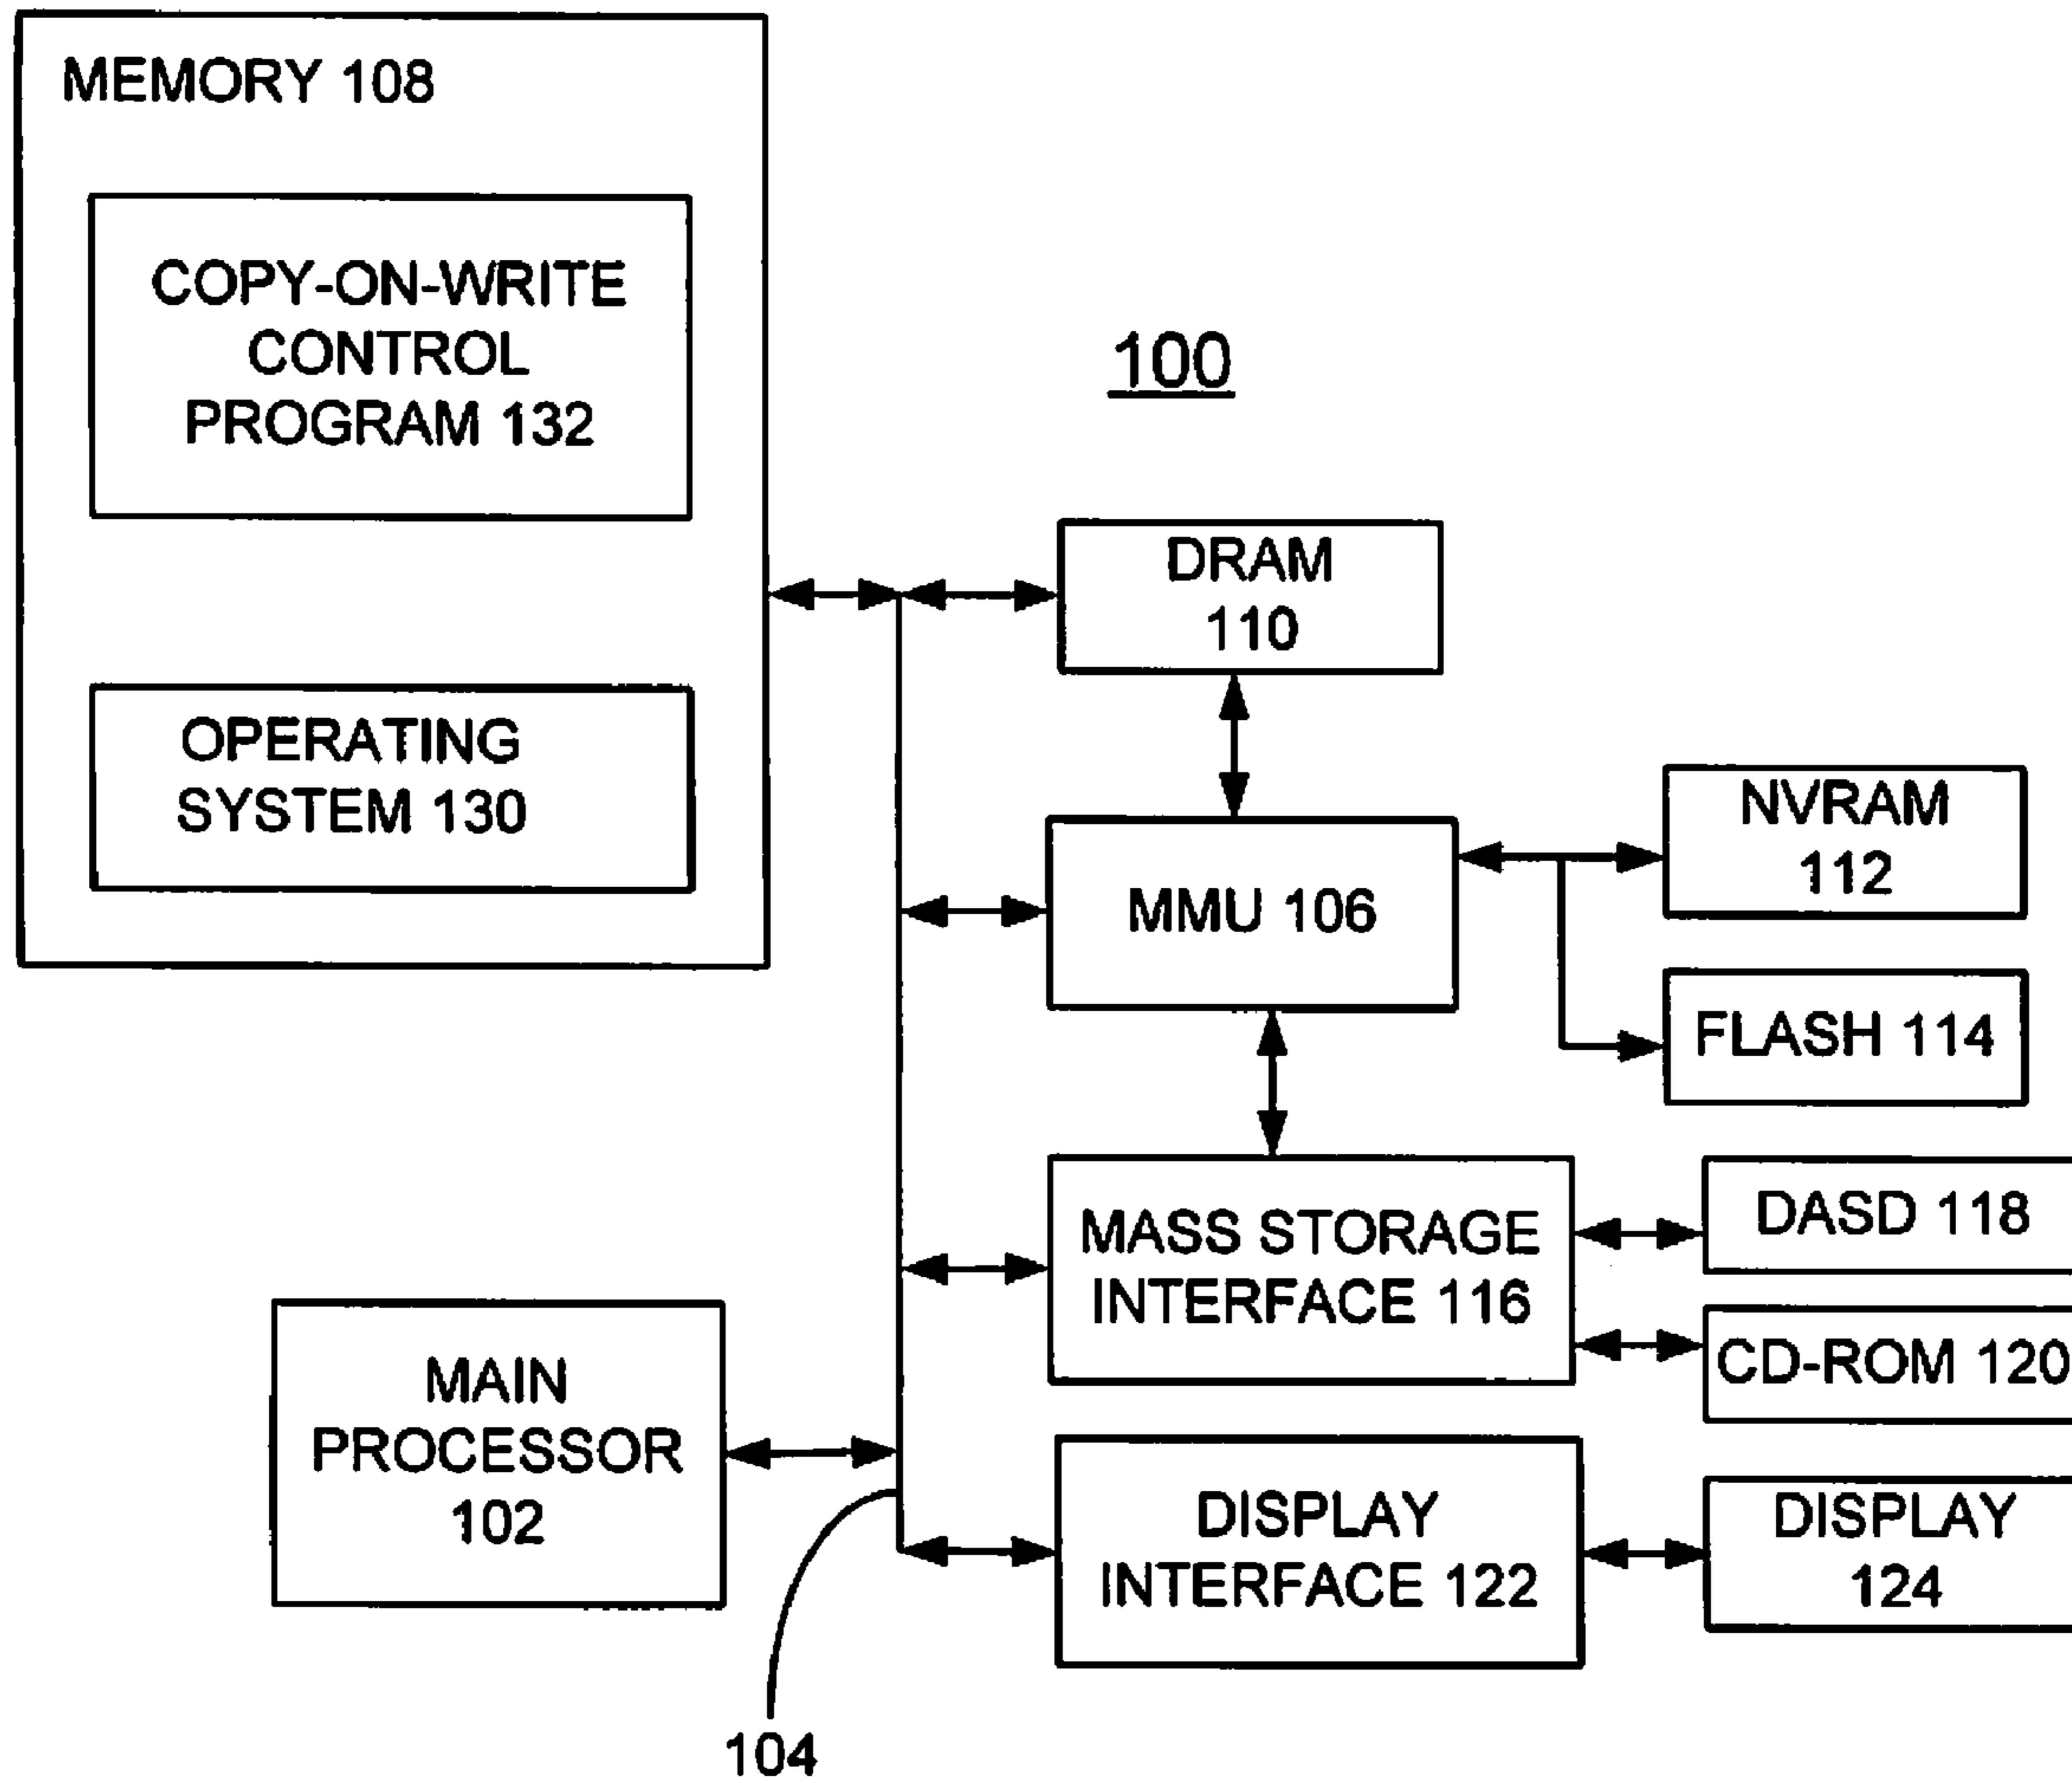 MEMORY 108
COPY-ON-WRITE
CONTROL
PROGRAM 132
OPERATING
SYSTEM 130
100
DRAM
110
MMU 106
NVRAM
112
FLASH 114
MASS STORAGE
INTERFACE 116
DASD 118
CD-ROM 120
MAIN
PROCESSOR
102
DISPLAY
INTERFACE 122
DISPLAY
124
104